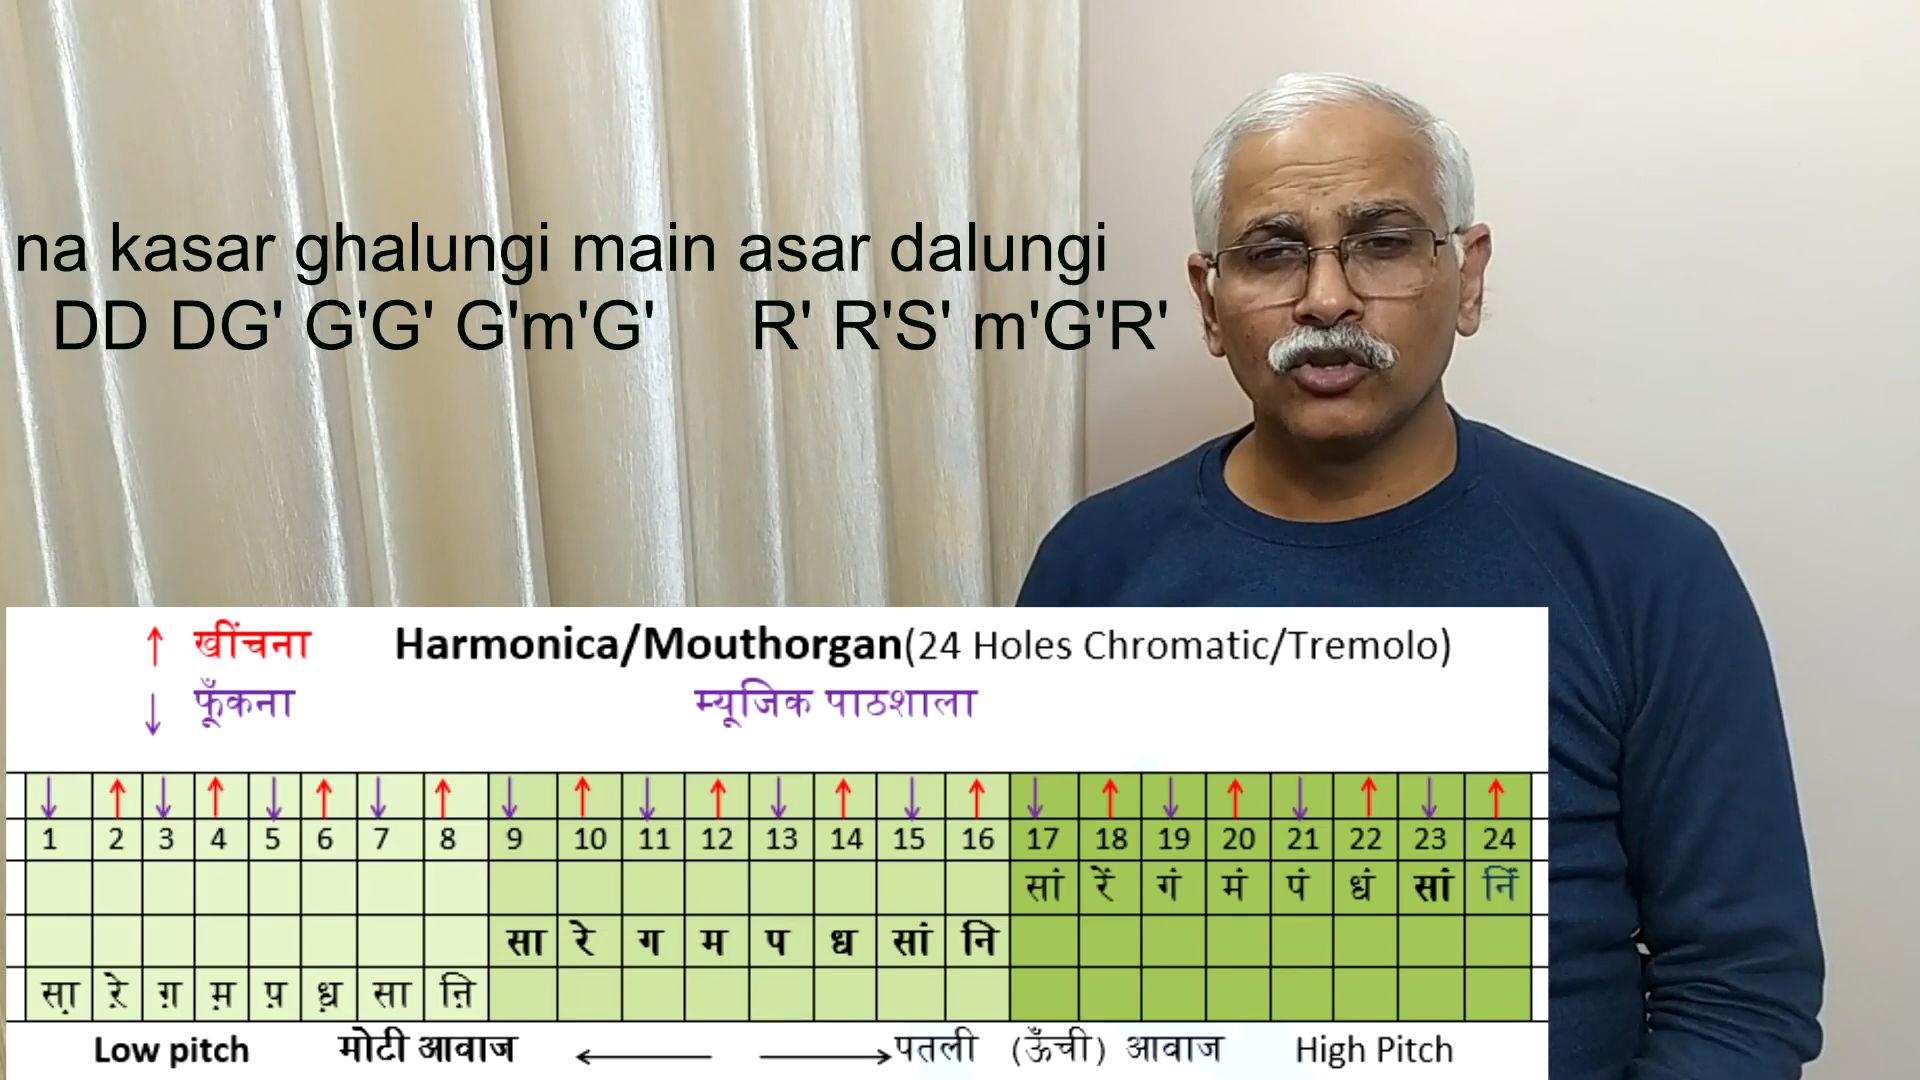 na kasar ghalungi main asar dalungi
DD DG' G'G' G'm'G' R' R'S' m'G'R'
↑ खींचना Harmonica/Mouthorgan(24 Holes Chromatic/Tremolo)
↓ फूँकना म्यूजिक पाठशाला
↓ ↑ ↓ ↑ ↓ ↑ ↓ ↑ ↓ ↑ ↓ ↑ ↓ ↑ ↓ ↑ ↓ ↑ ↓ ↑ ↓ ↑ ↓ ↑
1 2 3 4 5 6 7 8 9 10 11 12 13 14 15 16 17 18 19 20 21 22 23 24
सां रें गं मं पं धं सां निं
सा रे ग म प ध सां नि
सा़ रे़ ग़ म़ प़ ध़ सा नि़
Low pitch मोटी आवाज ← → पतली (ऊँची) आवाज High Pitch